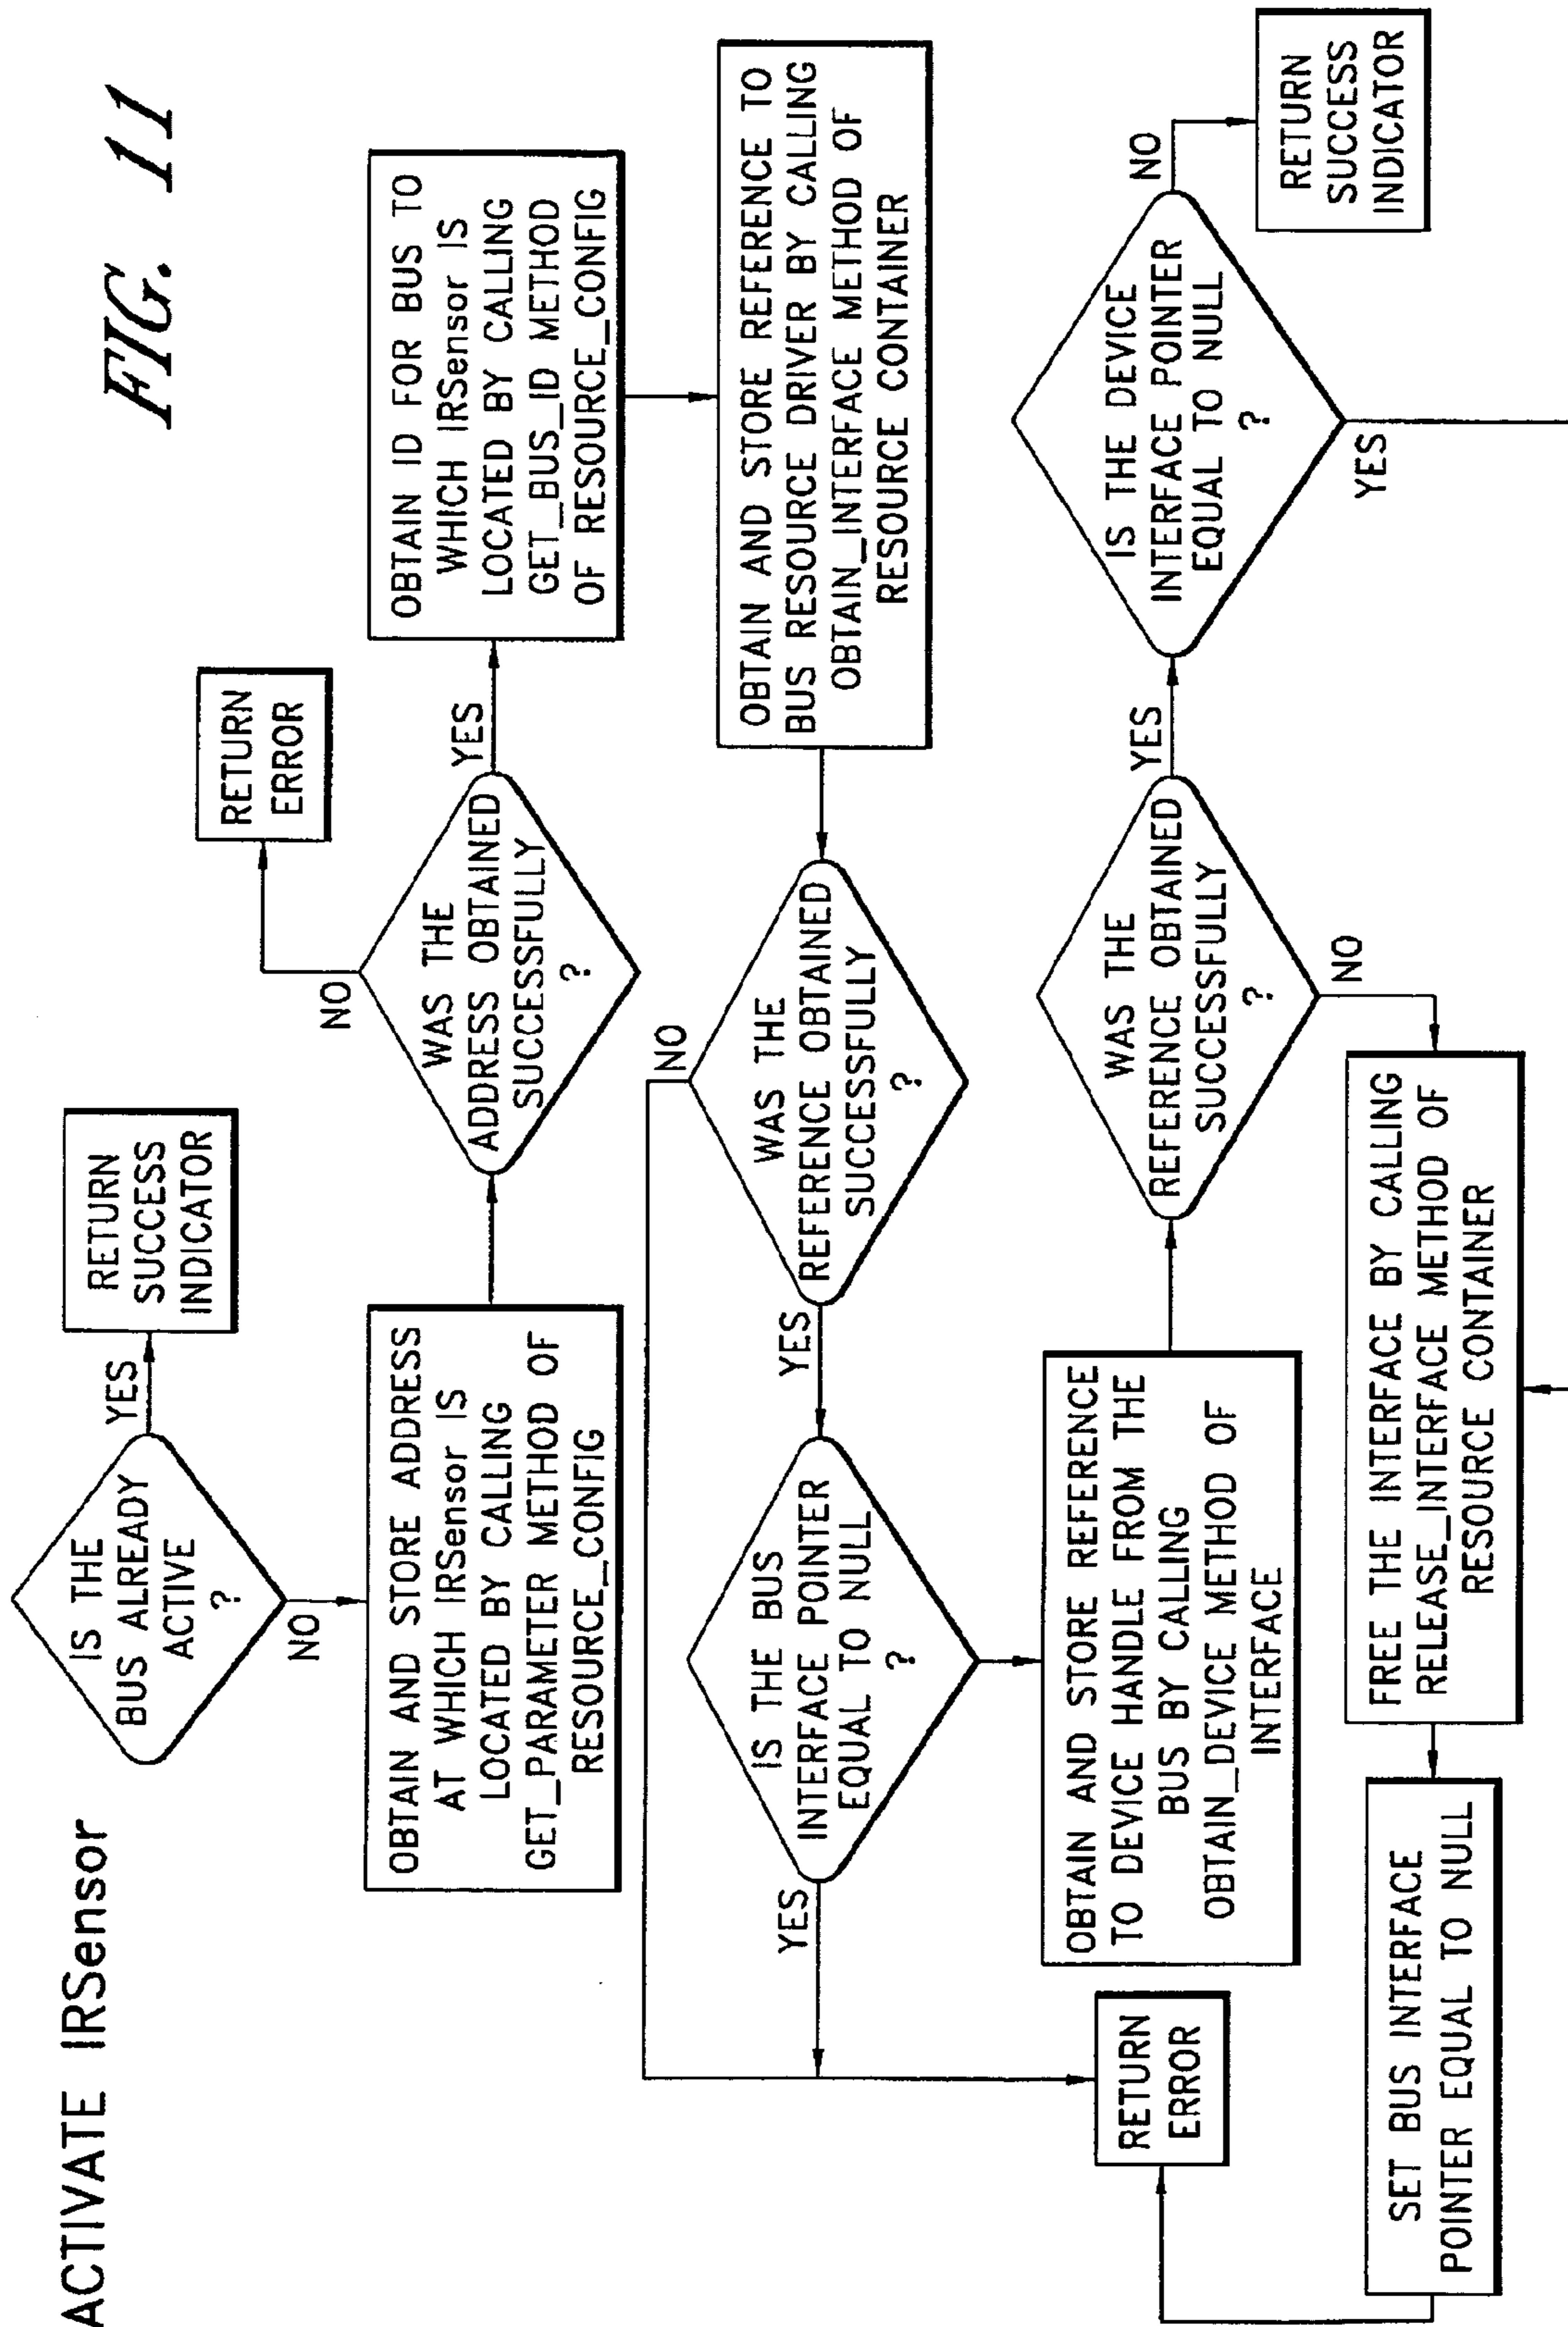 ACTIVATE IRSensor
FIG. 11
IS THE
BUS ALREADY
ACTIVE
?
YES
RETURN
SUCCESS
INDICATOR
NO
OBTAIN AND STORE ADDRESS
AT WHICH IRSensor IS
LOCATED BY CALLING
GET_PARAMETER METHOD OF
RESOURCE_CONFIG
WAS THE
ADDRESS OBTAINED
SUCCESSFULLY
?
NO
RETURN
ERROR
YES
OBTAIN ID FOR BUS TO
WHICH IRSensor IS
LOCATED BY CALLING
GET_BUS_ID METHOD
OF RESOURCE_CONFIG
OBTAIN AND STORE REFERENCE TO
BUS RESOURCE DRIVER BY CALLING
OBTAIN_INTERFACE METHOD OF
RESOURCE CONTAINER
WAS THE
REFERENCE OBTAINED
SUCCESSFULLY
?
NO
YES
IS THE BUS
INTERFACE POINTER
EQUAL TO NULL
?
YES
OBTAIN AND STORE REFERENCE
TO DEVICE HANDLE FROM THE
BUS BY CALLING
OBTAIN_DEVICE METHOD OF
INTERFACE
WAS THE
REFERENCE OBTAINED
SUCCESSFULLY
?
YES
NO
IS THE DEVICE
INTERFACE POINTER
EQUAL TO NULL
?
NO
RETURN
SUCCESS
INDICATOR
YES
FREE THE INTERFACE BY CALLING
RELEASE_INTERFACE METHOD OF
RESOURCE CONTAINER
SET BUS INTERFACE
POINTER EQUAL TO NULL
RETURN
ERROR